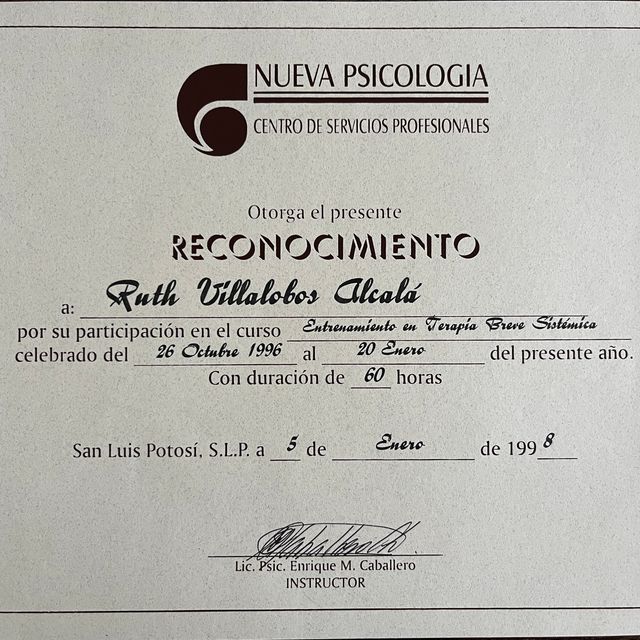 NUEVA PSICOLOGIA
CENTRO DE SERVICIOS PROFESIONALES
Otorga el presente
RECONOCIMIENTO
a: Ruth Villalobos Alcalá
por su participación en el curso Entrenamiento en Terapia Breve Sistémica
celebrado del 26 Octubre 1996 al 20 Enero del presente año.
Con duración de 60 horas
San Luis Potosí, S.L.P. a 5 de Enero de 1998
Lic. Psic. Enrique M. Caballero
INSTRUCTOR